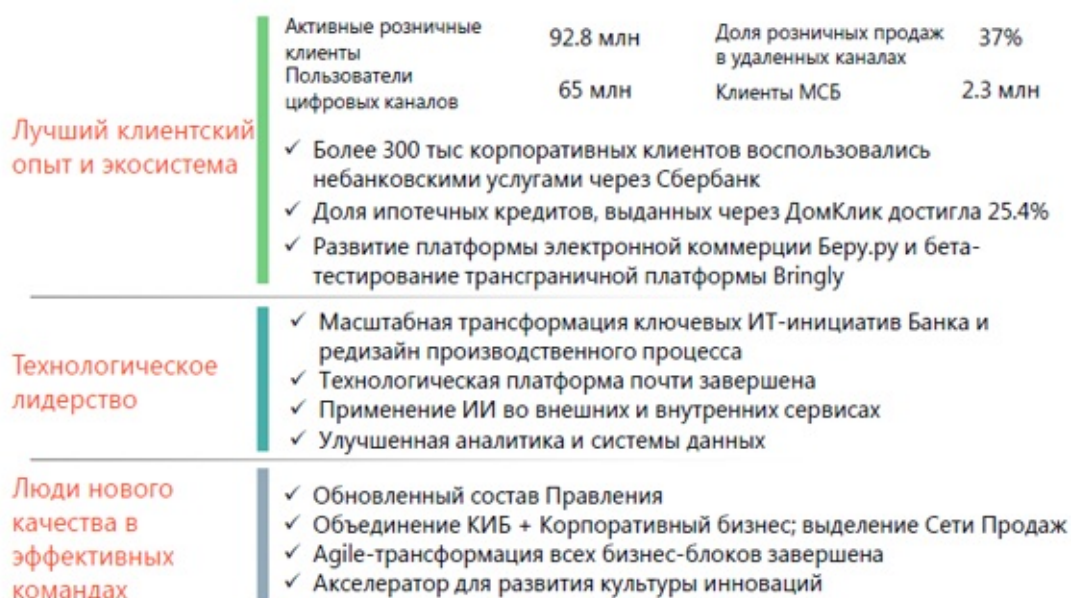 Активные розничные
клиенты
92.8 млн
Доля розничных продаж
в удаленных каналах
37%
Пользователи
цифровых каналов
65 млн
Клиенты МСБ
2.3 млн
Лучший клиентский
опыт и экосистема
✓ Более 300 тыс корпоративных клиентов воспользовались
небанковскими услугами через Сбербанк
✓ Доля ипотечных кредитов, выданных через ДомКлик достигла 25.4%
✓ Развитие платформы электронной коммерции Беру.ру и бета-
тестирование трансграничной платформы Bringly
Технологическое
лидерство
✓ Масштабная трансформация ключевых ИТ-инициатив Банка и
редизайн производственного процесса
✓ Технологическая платформа почти завершена
✓ Применение ИИ во внешних и внутренних сервисах
✓ Улучшенная аналитика и системы данных
Люди нового
качества в
эффективных
командах
✓ Обновленный состав Правления
✓ Объединение КИБ + Корпоративный бизнес; выделение Сети Продаж
✓ Agile-трансформация всех бизнес-блоков завершена
✓ Акселератор для развития культуры инноваций